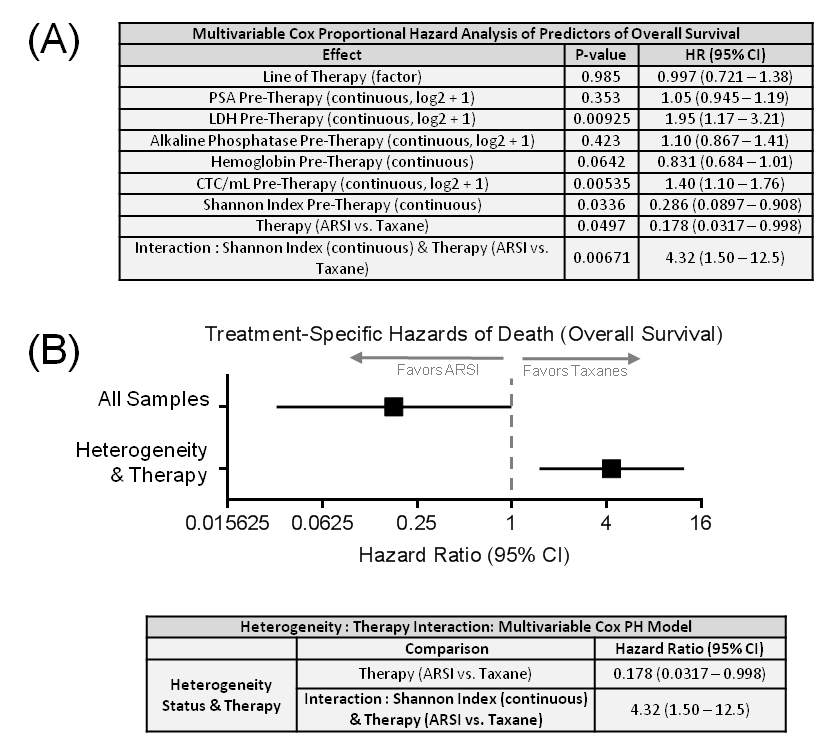 (A)
Multivariable Cox Proportional Hazard Analysis of Predictors of Overall Survival
Effect P-value HR (95% CI)
Line of Therapy (factor) 0.985 0.997 (0.721 – 1.38)
PSA Pre-Therapy (continuous, log2 + 1) 0.353 1.05 (0.945 – 1.19)
LDH Pre-Therapy (continuous, log2 + 1) 0.00925 1.95 (1.17 – 3.21)
Alkaline Phosphatase Pre-Therapy (continuous, log2 + 1) 0.423 1.10 (0.867 – 1.41)
Hemoglobin Pre-Therapy (continuous) 0.0642 0.831 (0.684 – 1.01)
CTC/mL Pre-Therapy (continuous, log2 + 1) 0.00535 1.40 (1.10 – 1.76)
Shannon Index Pre-Therapy (continuous) 0.0336 0.286 (0.0897 – 0.908)
Therapy (ARSI vs. Taxane) 0.0497 0.178 (0.0317 – 0.998)
Interaction : Shannon Index (continuous) & Therapy (ARSI vs.
Taxane) 0.00671 4.32 (1.50 – 12.5)
(B)
Treatment-Specific Hazards of Death (Overall Survival)
Favors ARSI Favors Taxanes
All Samples
Heterogeneity
& Therapy
0.015625 0.0625 0.25 1 4 16
Hazard Ratio (95% CI)
Heterogeneity : Therapy Interaction: Multivariable Cox PH Model
Comparison Hazard Ratio (95% CI)
Heterogeneity
Status & Therapy
Therapy (ARSI vs. Taxane) 0.178 (0.0317 – 0.998)
Interaction : Shannon Index (continuous)
& Therapy (ARSI vs. Taxane) 4.32 (1.50 – 12.5)